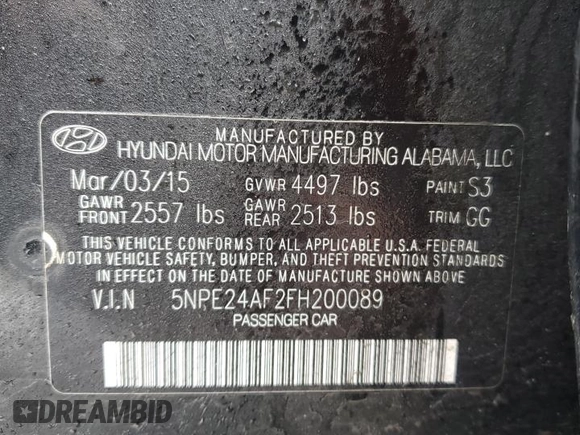 MANUFACTURED BY
HYUNDAI MOTOR MANUFACTURING ALABAMA, LLC
Mar/03/15 GVWR 4497 lbs PAINT S3
GAWR FRONT 2557 lbs GAWR REAR 2513 lbs TRIM GG
THIS VEHICLE CONFORMS TO ALL APPLICABLE U.S.A. FEDERAL
MOTOR VEHICLE SAFETY, BUMPER, AND THEFT PREVENTION STANDARDS
IN EFFECT ON THE DATE OF MANUFACTURE SHOWN ABOVE
V.I.N 5NPE24AF2FH200089
PASSENGER CAR
DREAMBID